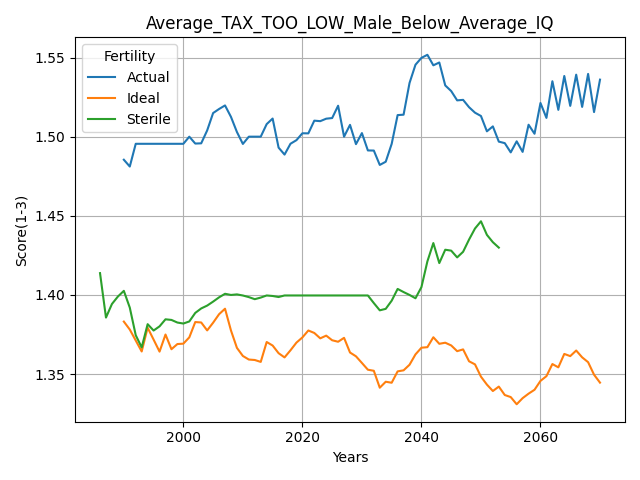 Average_TAX_TOO_LOW_Male_Below_Average_IQ
Fertility
Actual
Ideal
Sterile
Score(1-3)
1.55
1.50
1.45
1.40
1.35
2000 2020 2040 2060
Years